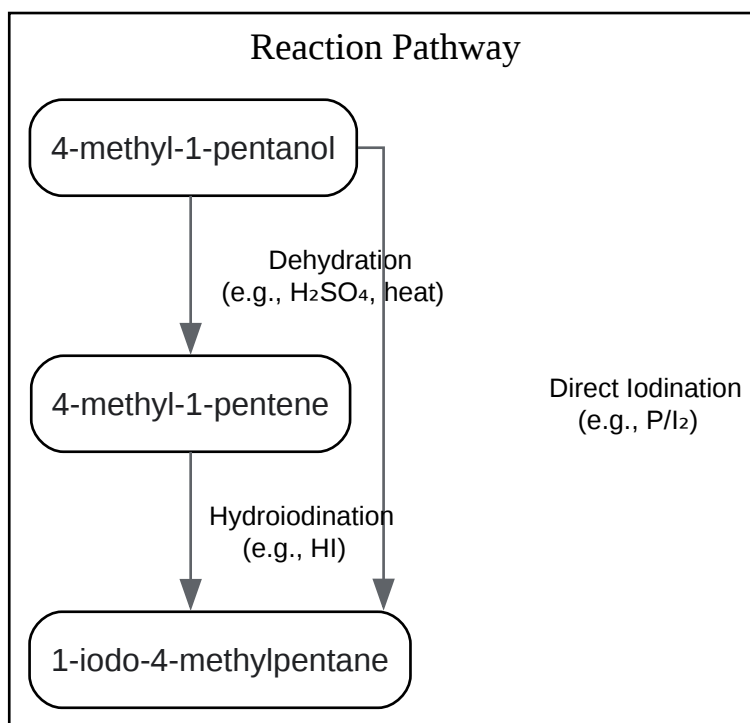 Reaction Pathway
4-methyl-1-pentanol
Dehydration
(e.g., H₂SO₄, heat)
4-methyl-1-pentene
Direct Iodination
(e.g., P/I₂)
Hydroiodination
(e.g., HI)
1-iodo-4-methylpentane